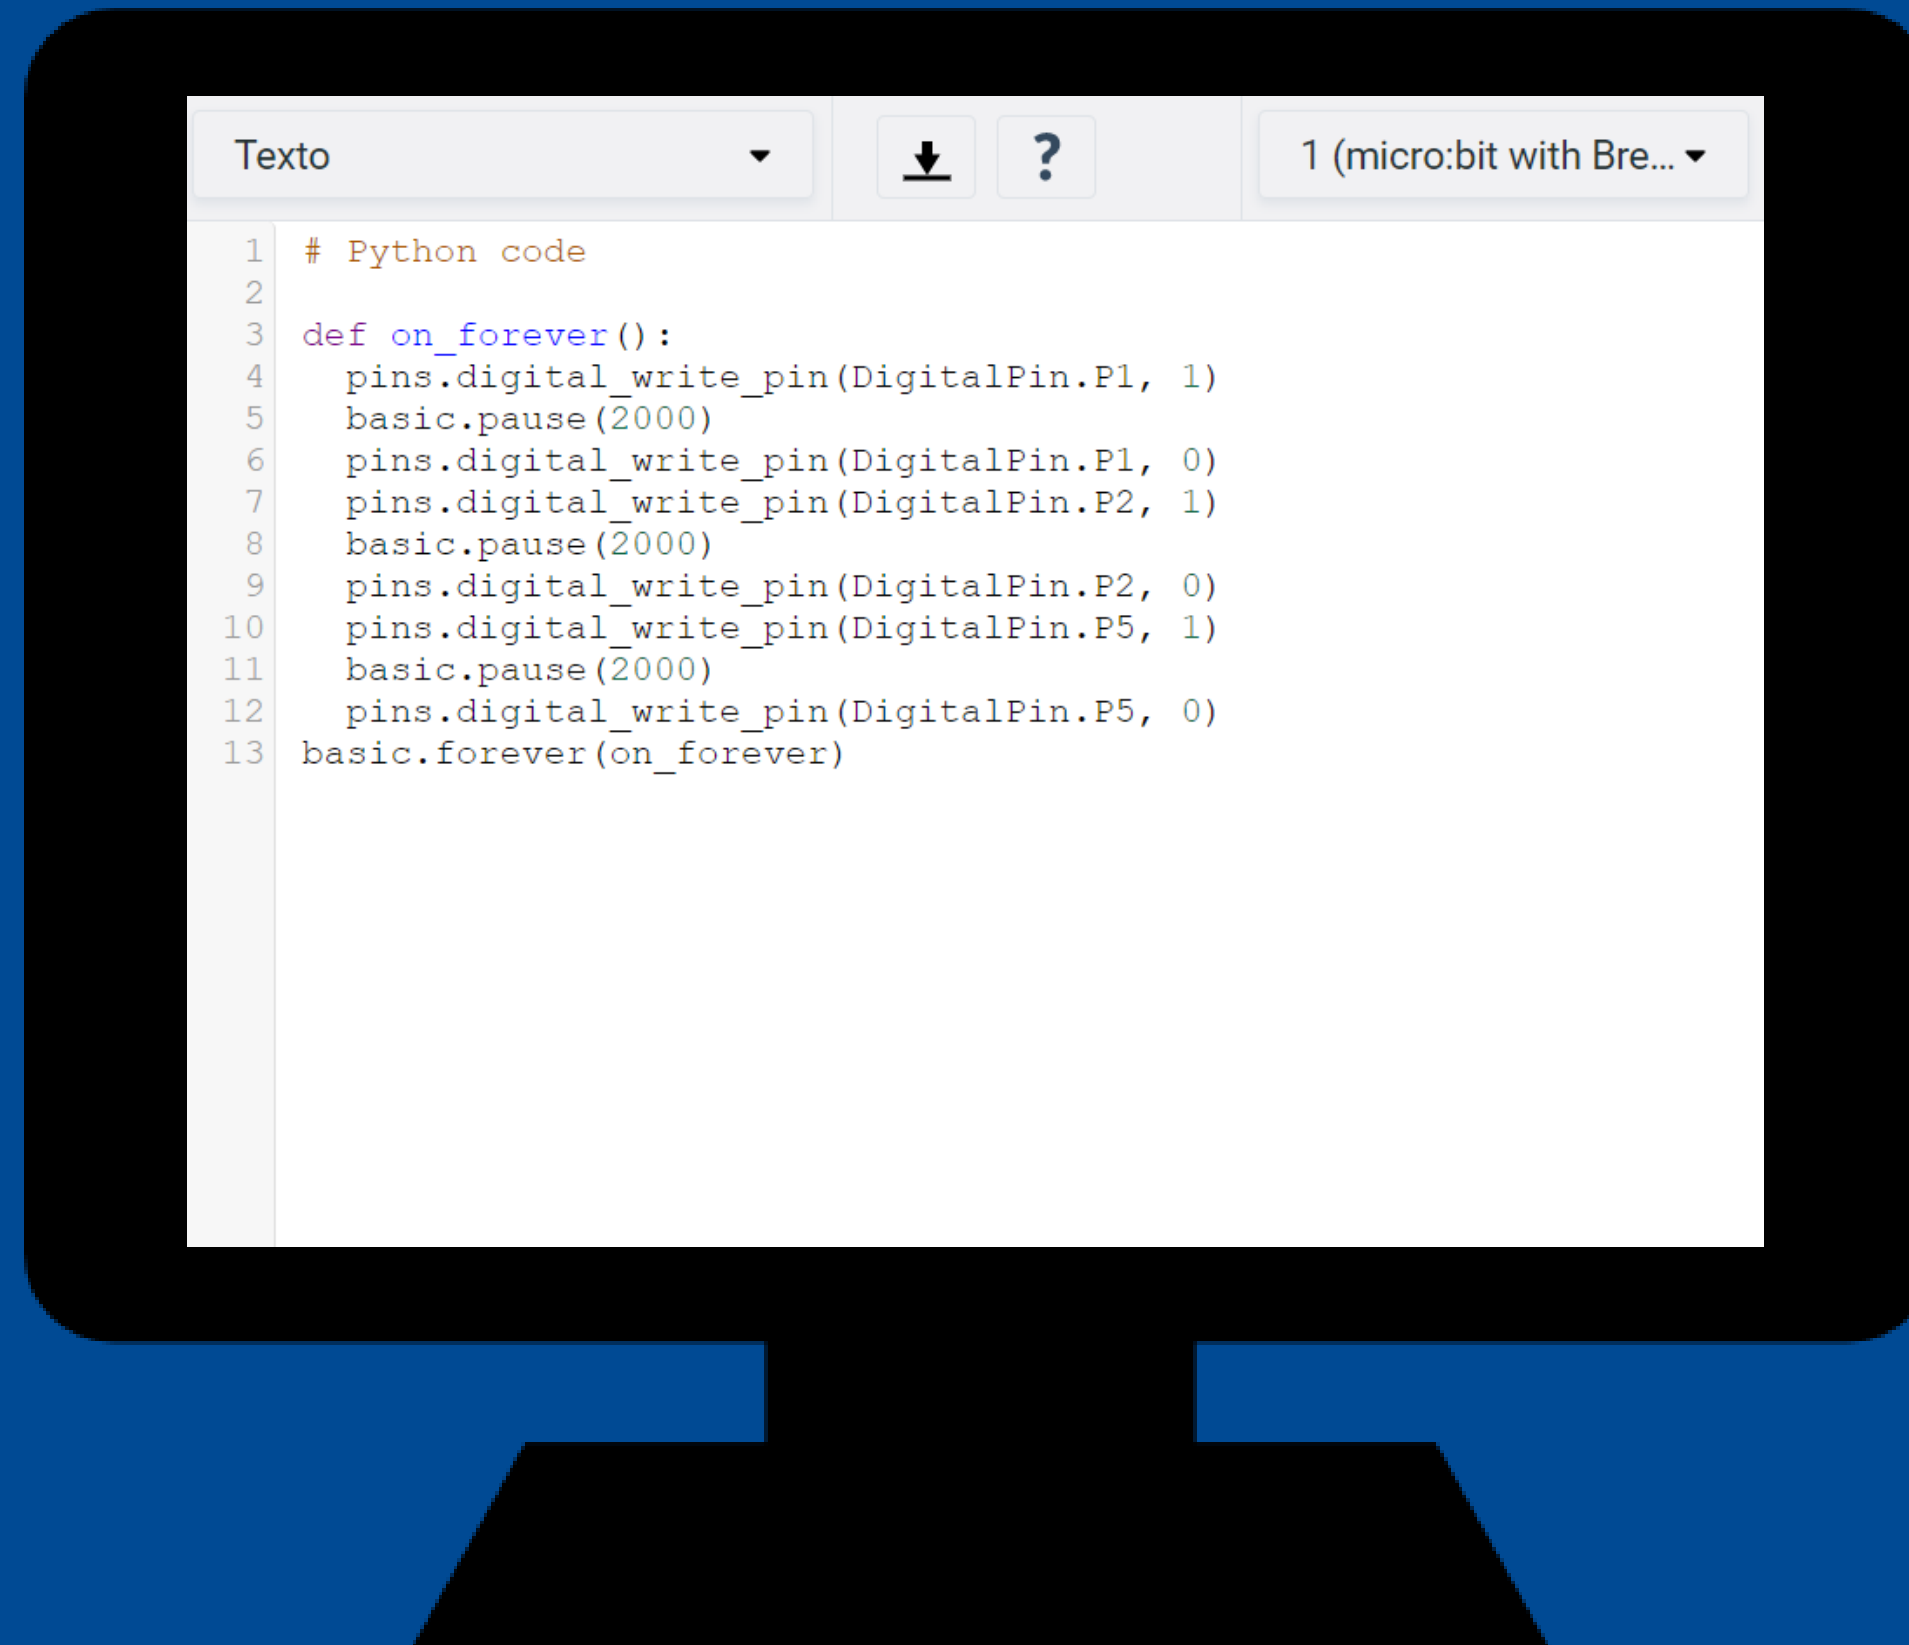 Texto
?
1 (micro:bit with Bre...
1 # Python code
2
3 def on_forever():
4   pins.digital_write_pin(DigitalPin.P1, 1)
5   basic.pause(2000)
6   pins.digital_write_pin(DigitalPin.P1, 0)
7   pins.digital_write_pin(DigitalPin.P2, 1)
8   basic.pause(2000)
9   pins.digital_write_pin(DigitalPin.P2, 0)
10   pins.digital_write_pin(DigitalPin.P5, 1)
11   basic.pause(2000)
12   pins.digital_write_pin(DigitalPin.P5, 0)
13 basic.forever(on_forever)